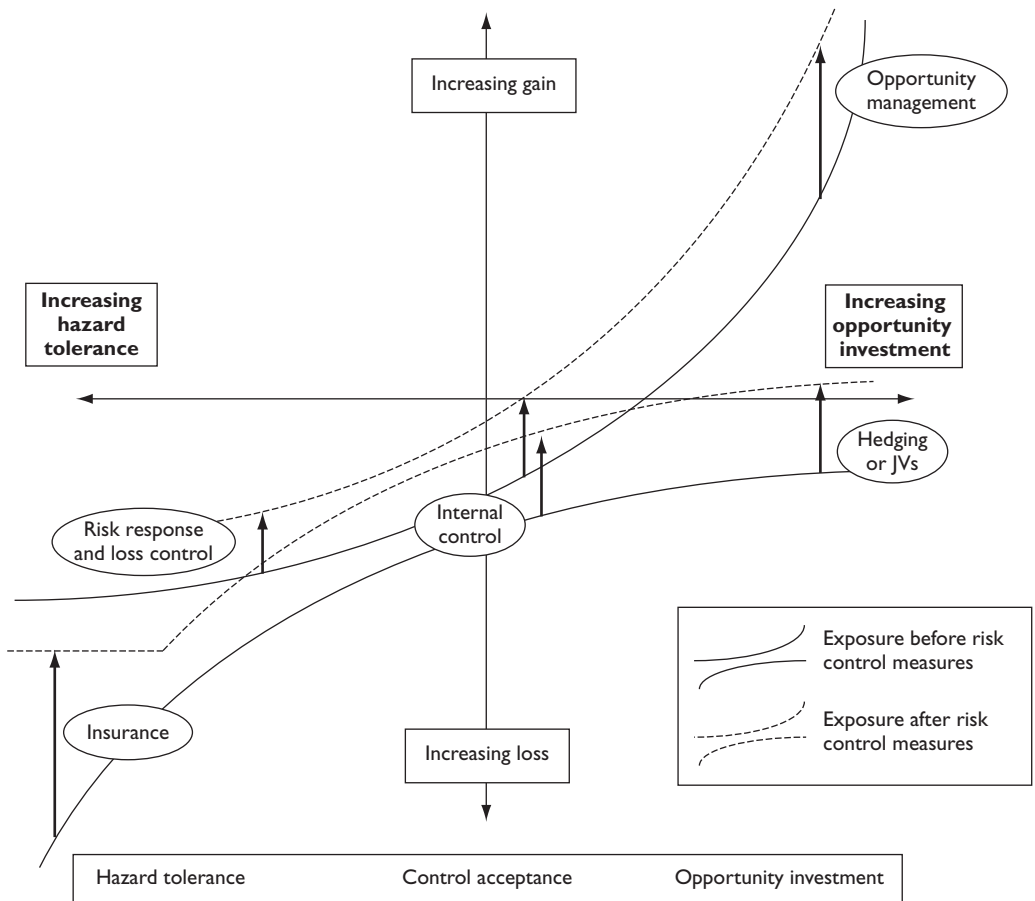 Increasing gain
Opportunity
management
Increasing
hazard
tolerance
Increasing
opportunity
investment
Hedging
or JVs
Risk response
and loss control
Internal
control
Insurance
Increasing loss
Exposure before risk
control measures
Exposure after risk
control measures
Hazard tolerance Control acceptance Opportunity investment